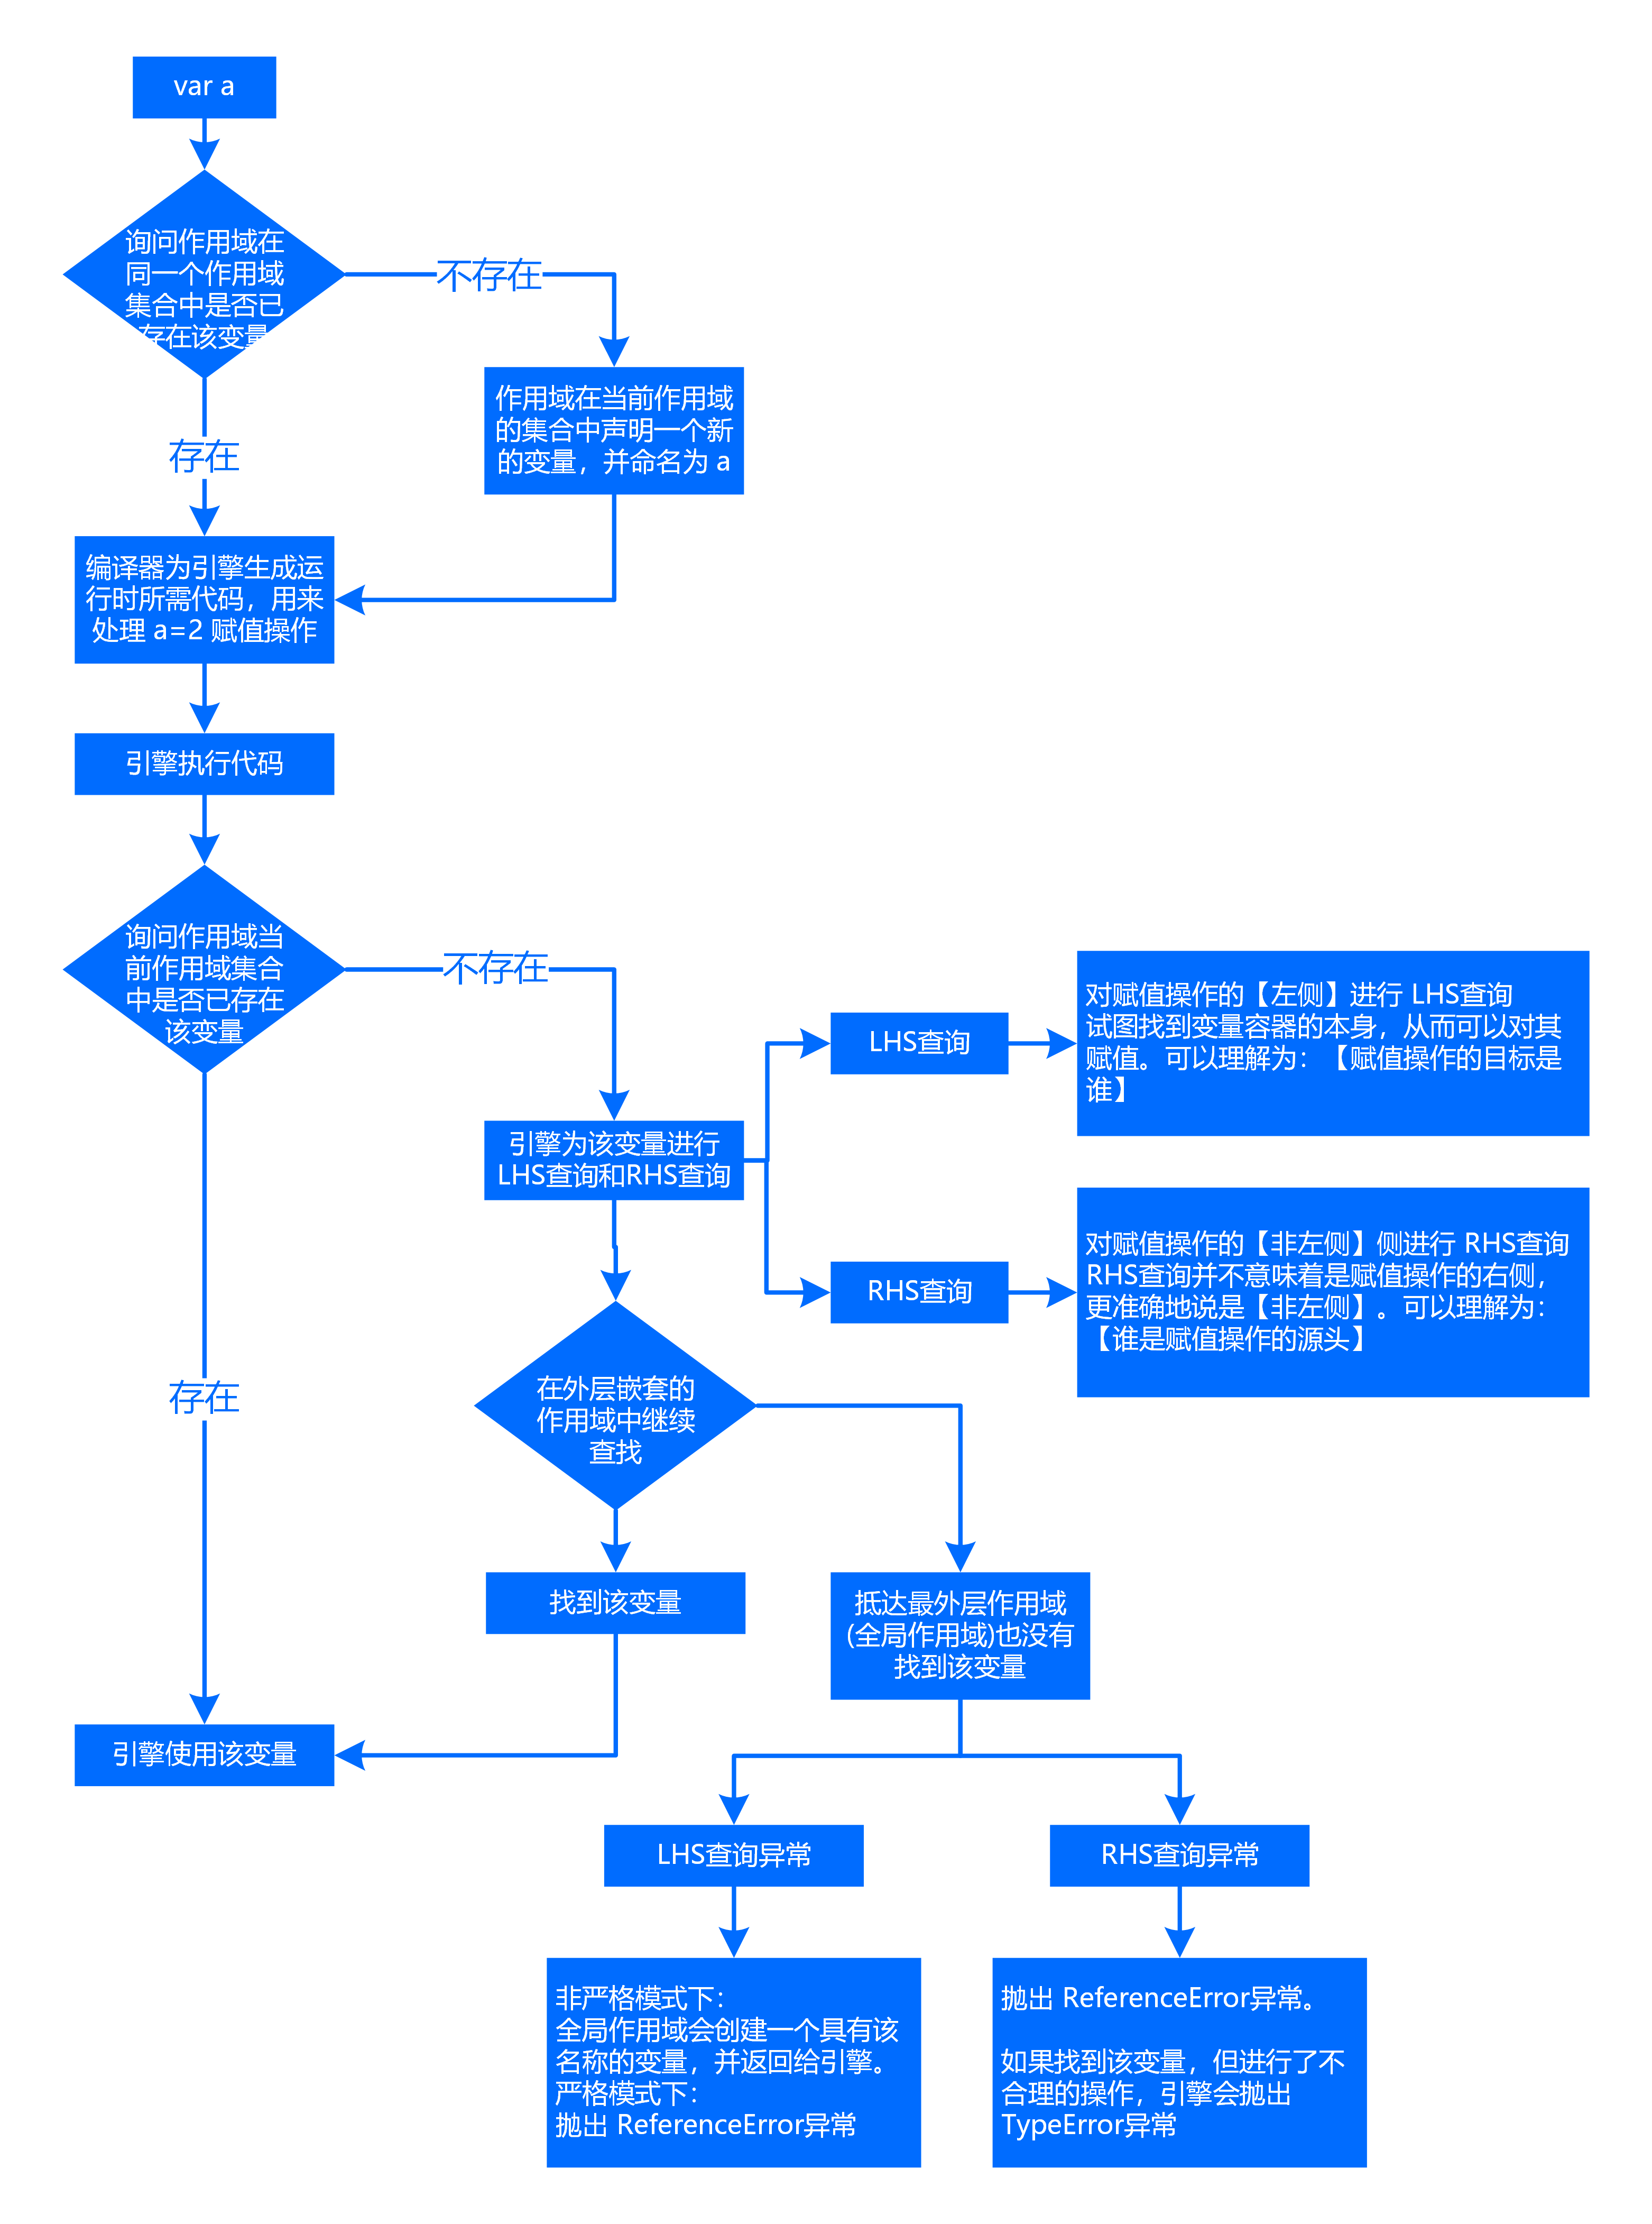 var a
询问作用域在
同一个作用域
集合中是否已
存在该变量
不存在
作用域在当前作用域
的集合中声明一个新
的变量，并命名为 a
存在
编译器为引擎生成运
行时所需代码，用来
处理 a=2 赋值操作
引擎执行代码
询问作用域当
前作用域集合
中是否已存在
该变量
不存在
引擎为该变量进行
LHS查询和RHS查询
LHS查询
对赋值操作的【左侧】进行 LHS查询
试图找到变量容器的本身，从而可以对其
赋值。可以理解为：【赋值操作的目标是
谁】
RHS查询
对赋值操作的【非左侧】侧进行 RHS查询
RHS查询并不意味着是赋值操作的右侧，
更准确地说是【非左侧】。可以理解为：
【谁是赋值操作的源头】
在外层嵌套的
作用域中继续
查找
存在
找到该变量
抵达最外层作用域
(全局作用域)也没有
找到该变量
引擎使用该变量
LHS查询异常
RHS查询异常
非严格模式下：
全局作用域会创建一个具有该
名称的变量，并返回给引擎。
严格模式下：
抛出 ReferenceError异常
抛出 ReferenceError异常。
如果找到该变量，但进行了不
合理的操作，引擎会抛出
TypeError异常